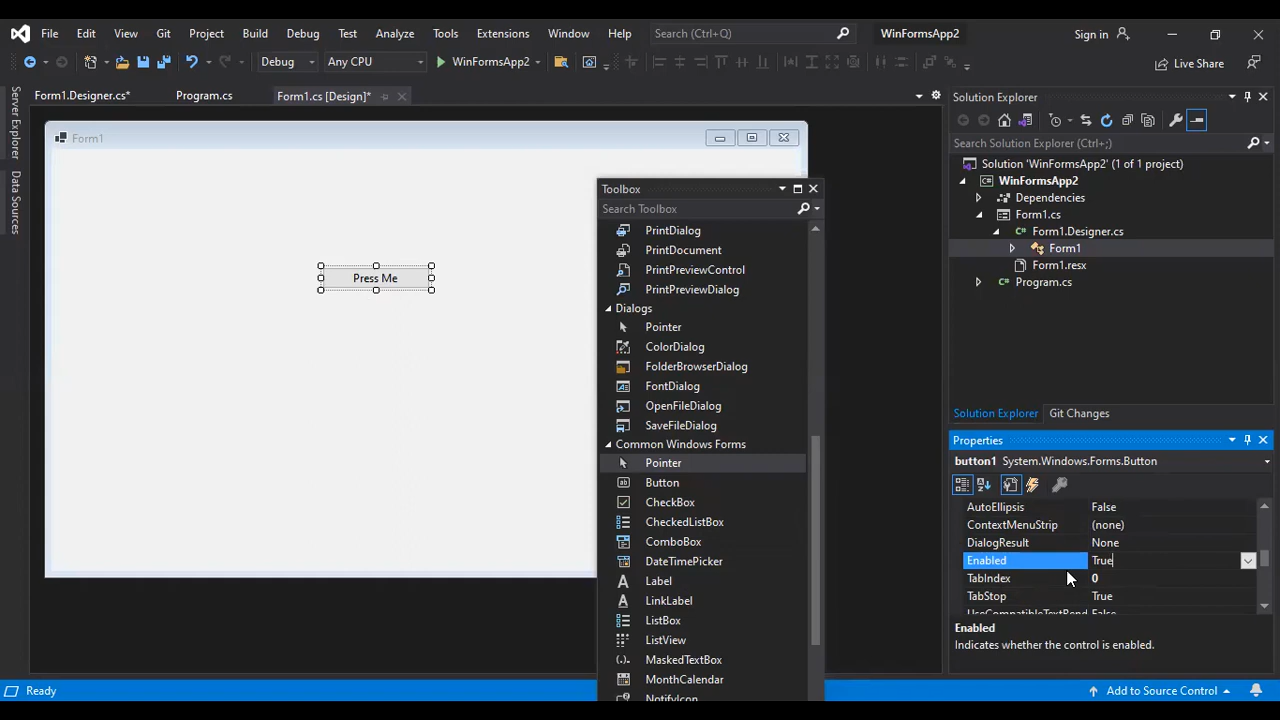 File Edit View Git Project Build Debug Test Analyze Tools Extensions Window Help Search (Ctrl+Q) WinFormsApp2 Sign in
Debug Any CPU WinFormsApp2 Live Share
Form1.Designer.cs* Program.cs Form1.cs [Design]*
Server Explorer
Data Sources
Form1
Press Me
Toolbox
Search Toolbox
PrintDialog
PrintDocument
PrintPreviewControl
PrintPreviewDialog
Dialogs
Pointer
ColorDialog
FolderBrowserDialog
FontDialog
OpenFileDialog
SaveFileDialog
Common Windows Forms
Pointer
Button
CheckBox
CheckedListBox
ComboBox
DateTimePicker
Label
LinkLabel
ListBox
ListView
MaskedTextBox
MonthCalendar
NotifyIcon
Solution Explorer
Search Solution Explorer (Ctrl+;)
Solution 'WinFormsApp2' (1 of 1 project)
WinFormsApp2
Dependencies
Form1.cs
Form1.Designer.cs
Form1
Form1.resx
Program.cs
Solution Explorer Git Changes
Properties
button1 System.Windows.Forms.Button
AutoEllipsis False
ContextMenuStrip (none)
DialogResult None
Enabled True
TabIndex 0
TabStop True
UseCompatibleTextRend False
Enabled
Indicates whether the control is enabled.
Ready Add to Source Control